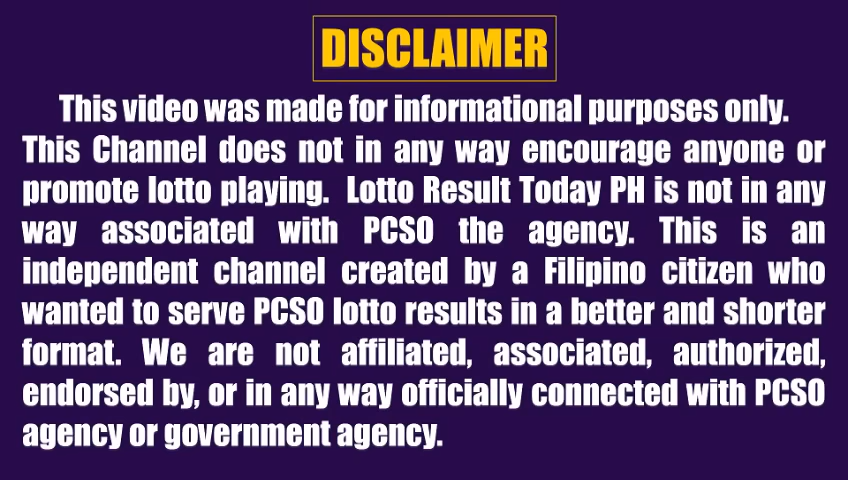 DISCLAIMER
This video was made for informational purposes only.
This Channel does not in any way encourage anyone or
promote lotto playing. Lotto Result Today PH is not in any
way associated with PCSO the agency. This is an
independent channel created by a Filipino citizen who
wanted to serve PCSO lotto results in a better and shorter
format. We are not affiliated, associated, authorized,
endorsed by, or in any way officially connected with PCSO
agency or government agency.